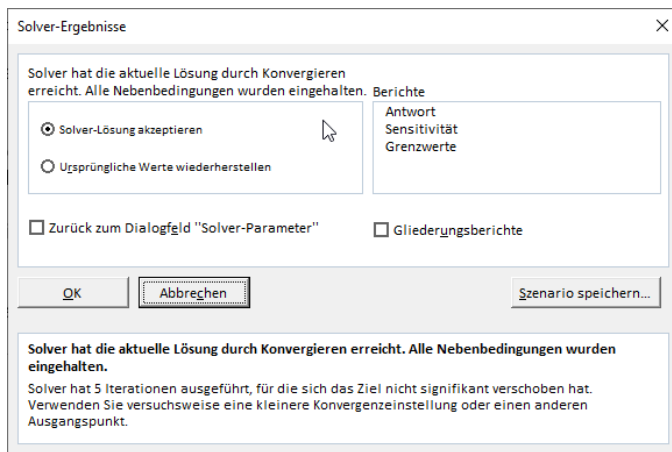 Solver-Ergebnisse
Solver hat die aktuelle Lösung durch Konvergieren
erreicht. Alle Nebenbedingungen wurden eingehalten.
Berichte
Solver-Lösung akzeptieren
Ursprüngliche Werte wiederherstellen
Antwort
Sensitivität
Grenzwerte
Zurück zum Dialogfeld "Solver-Parameter"
Gliederungsberichte
OK
Abbrechen
Szenario speichern...
Solver hat die aktuelle Lösung durch Konvergieren erreicht. Alle Nebenbedingungen wurden
eingehalten.
Solver hat 5 Iterationen ausgeführt, für die sich das Ziel nicht signifikant verschoben hat.
Verwenden Sie versuchsweise eine kleinere Konvergenzeinstellung oder einen anderen
Ausgangspunkt.